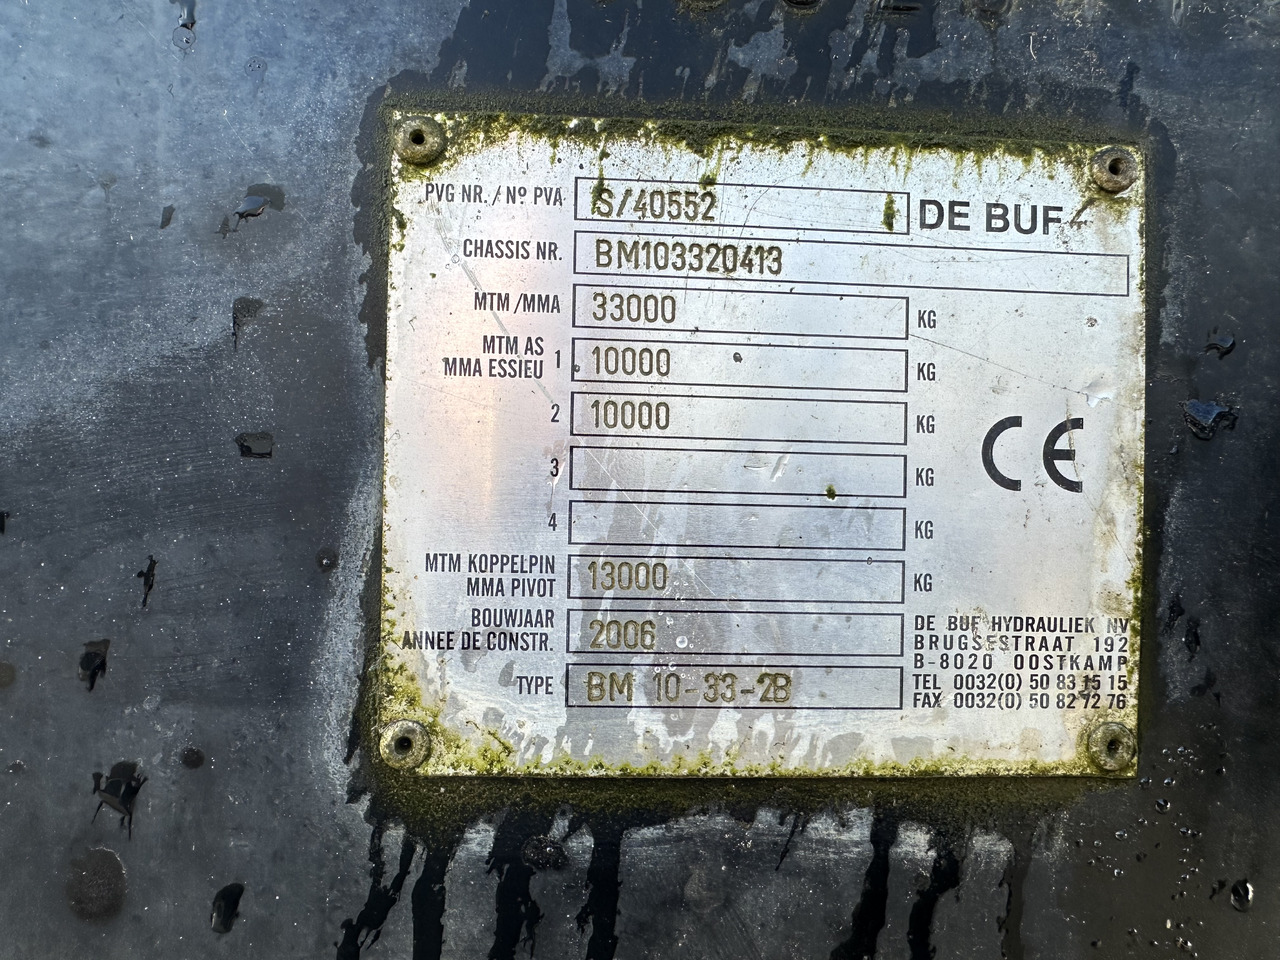 PVG NR. / Nº PVA S/40552 DE BUF
CHASSIS NR. BM103320413
MTM /MMA 33000 KG
MTM AS
MMA ESSIEU 1 10000 KG
2 10000 KG
3 KG
4 KG
CE
MTM KOPPELPIN
MMA PIVOT 13000 KG
BOUWJAAR
ANNEE DE CONSTR. 2006
TYPE BM 10-33-2B
DE BUF HYDRAULIEK NV
BRUGSESTRAAT 192
B-8020 OOSTKAMP
TEL 0032(0) 50 83 15 15
FAX 0032(0) 50 82 72 76